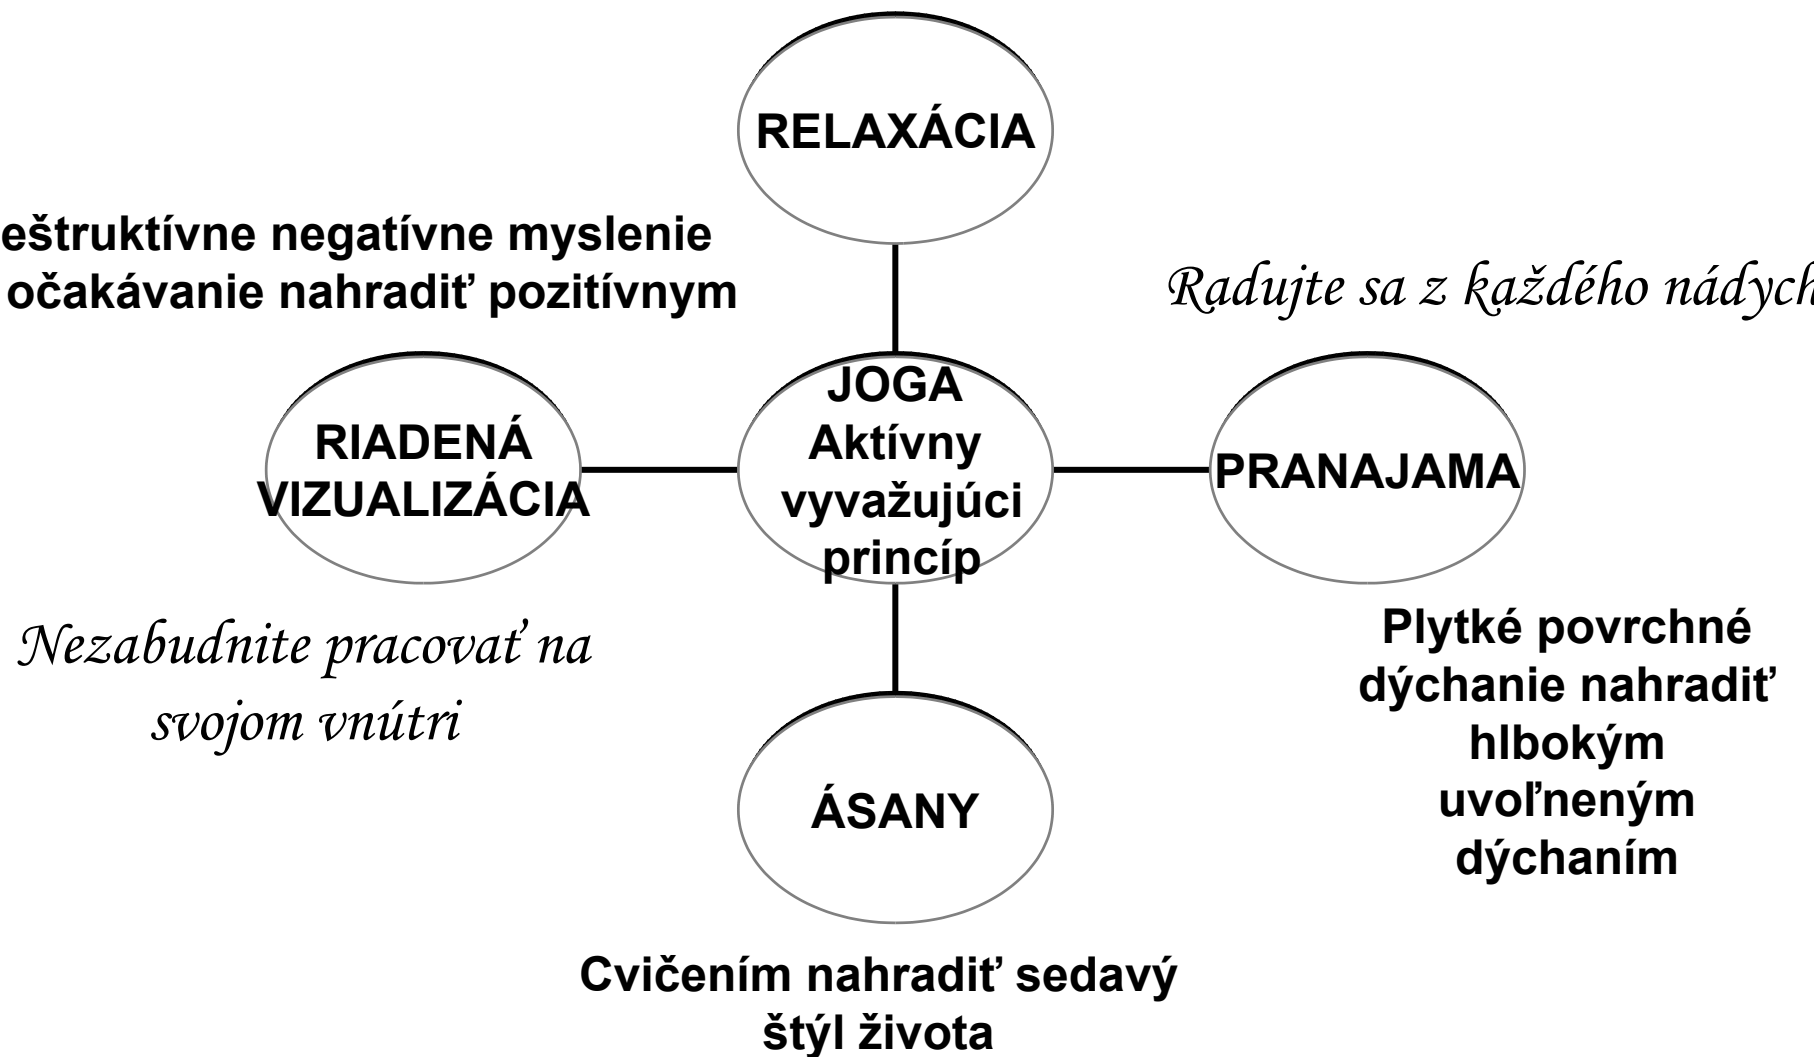 RELAXÁCIA
eštruktívne negatívne myslenie
očakávanie nahradiť pozitívnym
Radujte sa z každého nádych
RIADENÁ
VIZUALIZÁCIA
JOGA
Aktívny
vyvažujúci
princíp
PRANAJAMA
Nezabudnite pracovať na
svojom vnútri
Plytké povrchné
dýchanie nahradiť
hlbokým
uvoľneným
dýchaním
ÁSANY
Cvičením nahradiť sedavý
štýl života